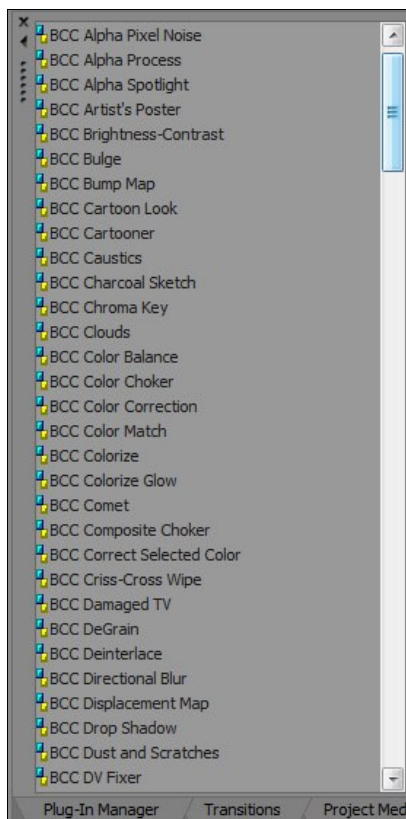 BCC Alpha Pixel Noise
BCC Alpha Process
BCC Alpha Spotlight
BCC Artist's Poster
BCC Brightness-Contrast
BCC Bulge
BCC Bump Map
BCC Cartoon Look
BCC Cartooner
BCC Caustics
BCC Charcoal Sketch
BCC Chroma Key
BCC Clouds
BCC Color Balance
BCC Color Choker
BCC Color Correction
BCC Color Match
BCC Colorize
BCC Colorize Glow
BCC Comet
BCC Composite Choker
BCC Correct Selected Color
BCC Criss-Cross Wipe
BCC Damaged TV
BCC DeGrain
BCC Deinterlace
BCC Directional Blur
BCC Displacement Map
BCC Drop Shadow
BCC Dust and Scratches
BCC DV Fixer
Plug-In Manager Transitions Project Med